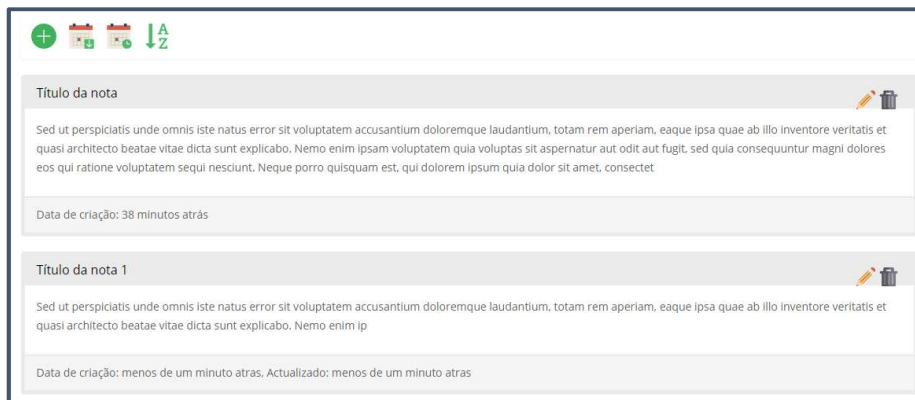 A
Z
Título da nota
Sed ut perspiciatis unde omnis iste natus error sit voluptatem accusantium doloremque laudantium, totam rem aperiam, eaque ipsa quae ab illo inventore veritatis et
quasi architecto beatae vitae dicta sunt explicabo. Nemo enim ipsam voluptatem quia voluptas sit aspernatur aut odit aut fugit, sed quia consequuntur magni dolores
eos qui ratione voluptatem sequi nesciunt. Neque porro quisquam est, qui dolorem ipsum quia dolor sit amet, consectet
Data de criação: 38 minutos atrás
Título da nota 1
Sed ut perspiciatis unde omnis iste natus error sit voluptatem accusantium doloremque laudantium, totam rem aperiam, eaque ipsa quae ab illo inventore veritatis et
quasi architecto beatae vitae dicta sunt explicabo. Nemo enim ip
Data de criação: menos de um minuto atras, Actualizado: menos de um minuto atras